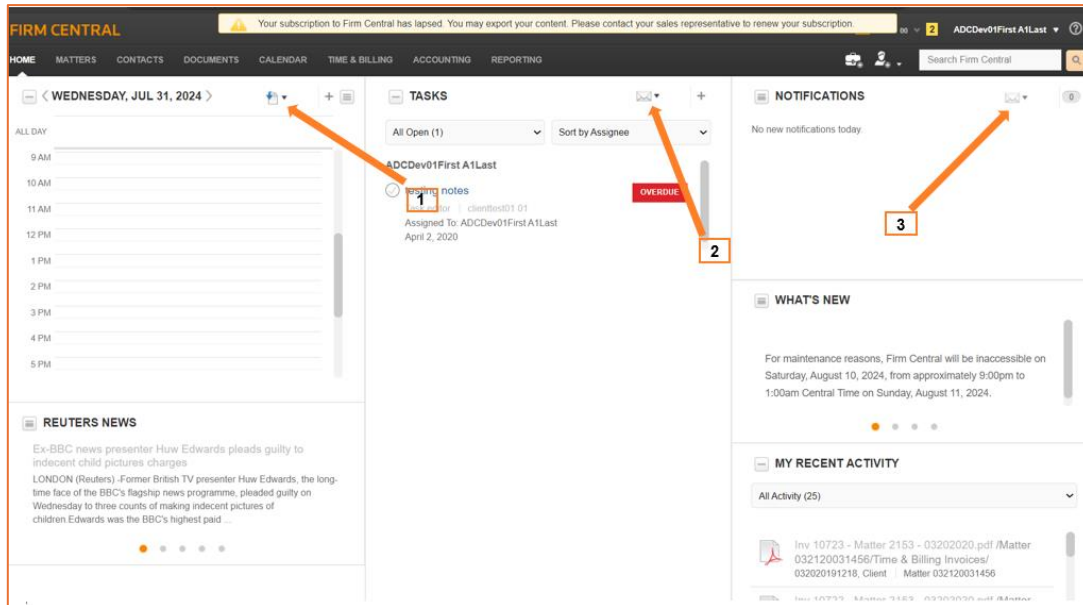 Your subscription to Firm Central has lapsed. You may export your content. Please contact your sales representative to renew your subscription.
FIRM CENTRAL
2
ADCDev01First A1Last
HOME MATTERS CONTACTS DOCUMENTS CALENDAR TIME & BILLING ACCOUNTING REPORTING
Search Firm Central
WEDNESDAY, JUL 31, 2024
ALL DAY
9 AM
10 AM
11 AM
12 PM
1 PM
2 PM
3 PM
4 PM
5 PM
1
REUTERS NEWS
Ex-BBC news presenter Huw Edwards pleads guilty to
indecent child pictures charges
LONDON (Reuters) -Former British TV presenter Huw Edwards, the long-
time face of the BBC's flagship news programme, pleaded guilty on
Wednesday to three counts of making indecent pictures of
children.Edwards was the BBC's highest paid ...
TASKS
All Open (1)
Sort by Assignee
ADCDev01First A1Last
testing notes
OVERDUE
clienttest01 01
Assigned To: ADCDev01First A1Last
April 2, 2020
2
NOTIFICATIONS
0
No new notifications today.
3
WHAT'S NEW
For maintenance reasons, Firm Central will be inaccessible on
Saturday, August 10, 2024, from approximately 9:00pm to
1:00am Central Time on Sunday, August 11, 2024.
MY RECENT ACTIVITY
All Activity (25)
Inv 10723 - Matter 2153 - 03202020.pdf /Matter
032120031456/Time & Billing Invoices/
032020191218, Client Matter 032120031456
Inv 10722 - Matter 2153 - 03202020.pdf /Matter